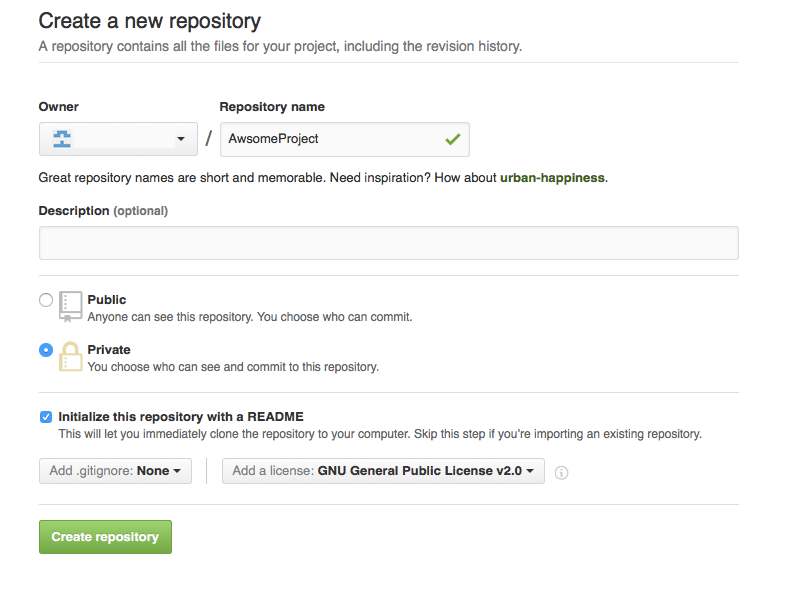 Create a new repository
A repository contains all the files for your project, including the revision history.
Owner
Repository name
/
AwsomeProject
Great repository names are short and memorable. Need inspiration? How about urban-happiness.
Description (optional)
Public
Anyone can see this repository. You choose who can commit.
Private
You choose who can see and commit to this repository.
Initialize this repository with a README
This will let you immediately clone the repository to your computer. Skip this step if you’re importing an existing repository.
Add .gitignore: None
Add a license: GNU General Public License v2.0
Create repository